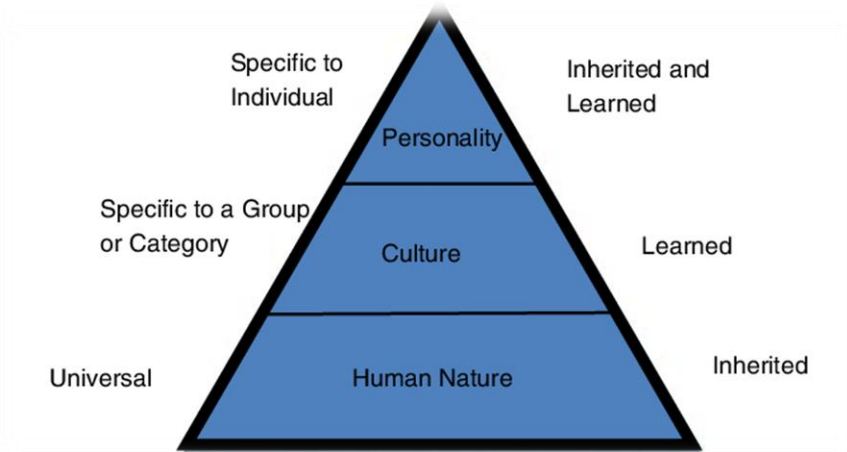 Specific to
Individual
Inherited and
Learned
Personality
Specific to a Group
or Category
Culture
Learned
Universal
Human Nature
Inherited